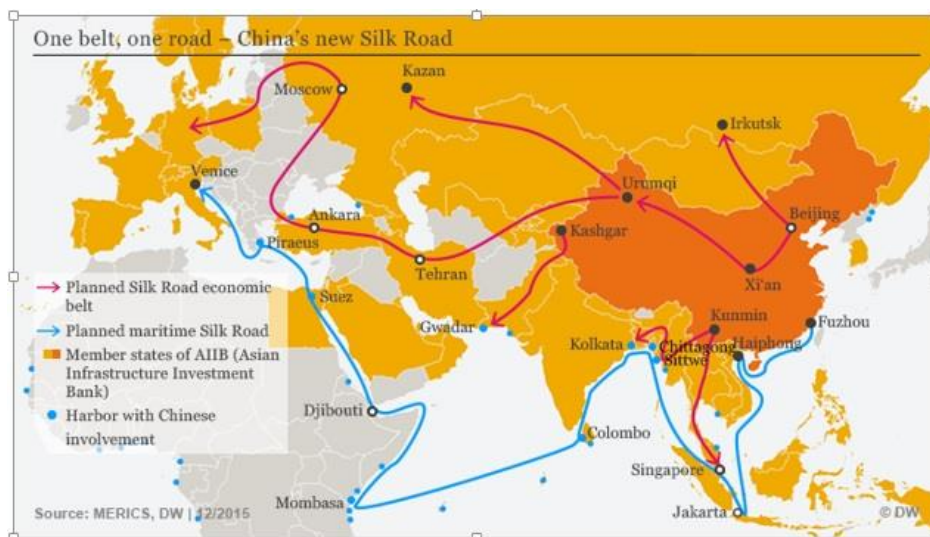 One belt, one road – China's new Silk Road
Kazan
Moscow
Irkutsk
Venice
Urumqi
Ankara
Beijing
Piraeus
Kashgar
Tehran
Xi'an
Planned Silk Road economic
belt
Suez
Planned maritime Silk Road
Gwadar
Kunmin
Fuzhou
Kolkata
Chittagong
Haiphong
Sittwe
Member states of AIIB (Asian
Infrastructure Investment
Bank)
Djibouti
Harbor with Chinese
involvement
Colombo
Singapore
Mombasa
Jakarta
Source: MERICS, DW | 12/2015
© DW